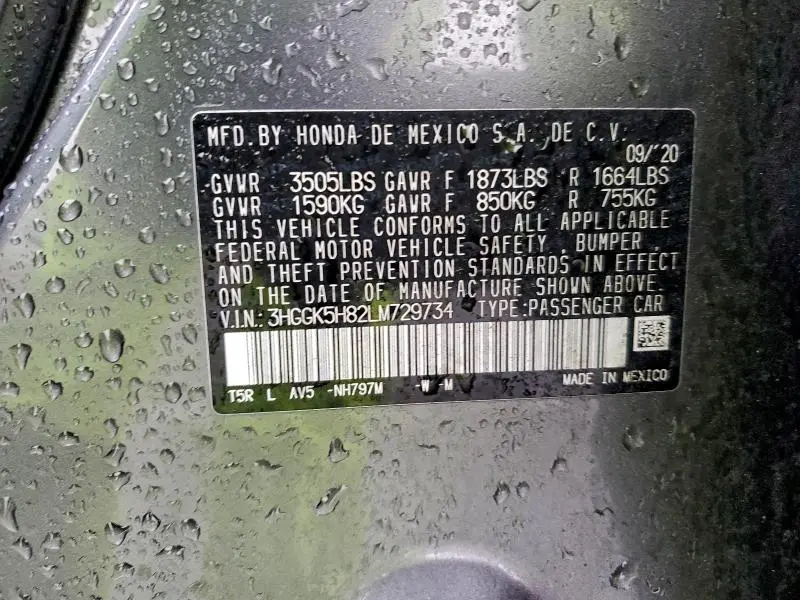 MFD. BY HONDA DE MEXICO S.A. DE C.V.
09/'20
GVWR 3505LBS GAWR F 1873LBS R 1664LBS
GVWR 1590KG GAWR F 850KG R 755KG
THIS VEHICLE CONFORMS TO ALL APPLICABLE
FEDERAL MOTOR VEHICLE SAFETY, BUMPER,
AND THEFT PREVENTION STANDARDS IN EFFECT
ON THE DATE OF MANUFACTURE SHOWN ABOVE.
V.I.N.: 3HGGK5H82LM729734 TYPE:PASSENGER CAR
T5R L AV5 -NH797M -W -M
MADE IN MEXICO